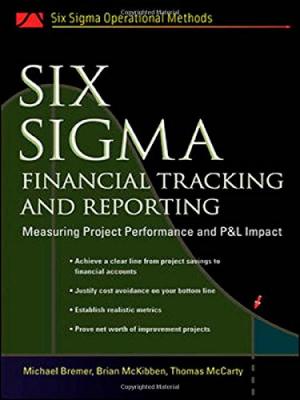 Six Sigma Operational Methods
SIX
SIGMA
FINANCIAL TRACKING
AND REPORTING
Measuring Project Performance and P&L Impact
• Achieve a clear line from project savings to
financial accounts
• Justify cost avoidance on your bottom line
• Establish realistic metrics
• Prove net worth of improvement projects
Michael Bremer, Brian McKibben, Thomas McCarty